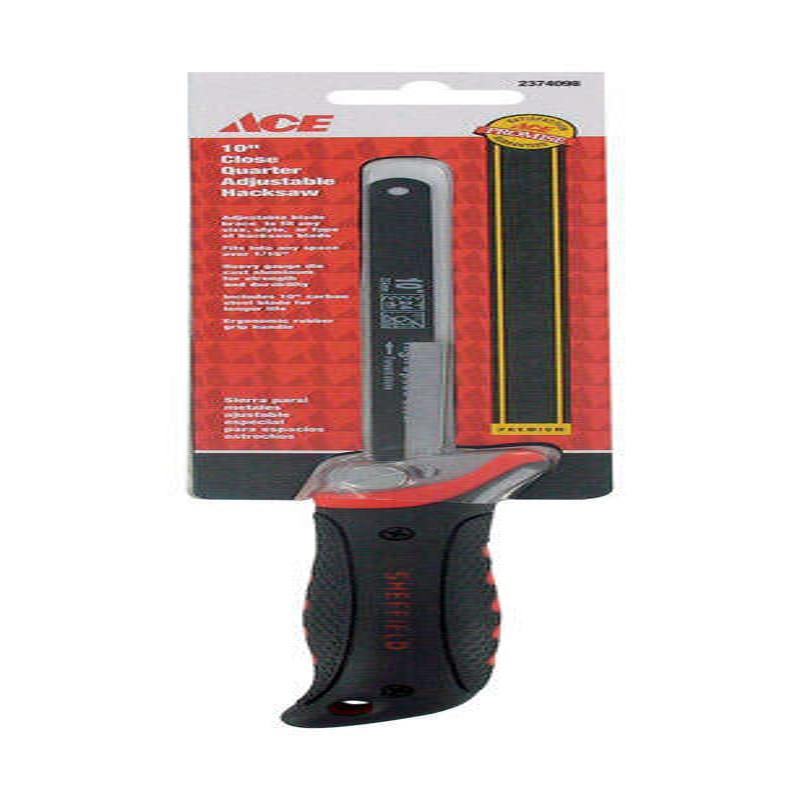 2374098
ACE
10"
Close
Quarter
Adjustable
Hacksaw
SATISFACTION
ACE
PROMISE
GUARANTEED
Adjustable blade
brace to fit any
size, style, or type
of hacksaw blade
Fits into any space
over 1/16"
Heavy gauge die
cast aluminum
for strength
and durability
Includes 10" carbon
steel blade for
longer life
Ergonomic rubber
grip handle
Sierra para
metales
ajustable
especial
para espacios
estrechos
10"
24
PREMIUM
SHEFFIELD